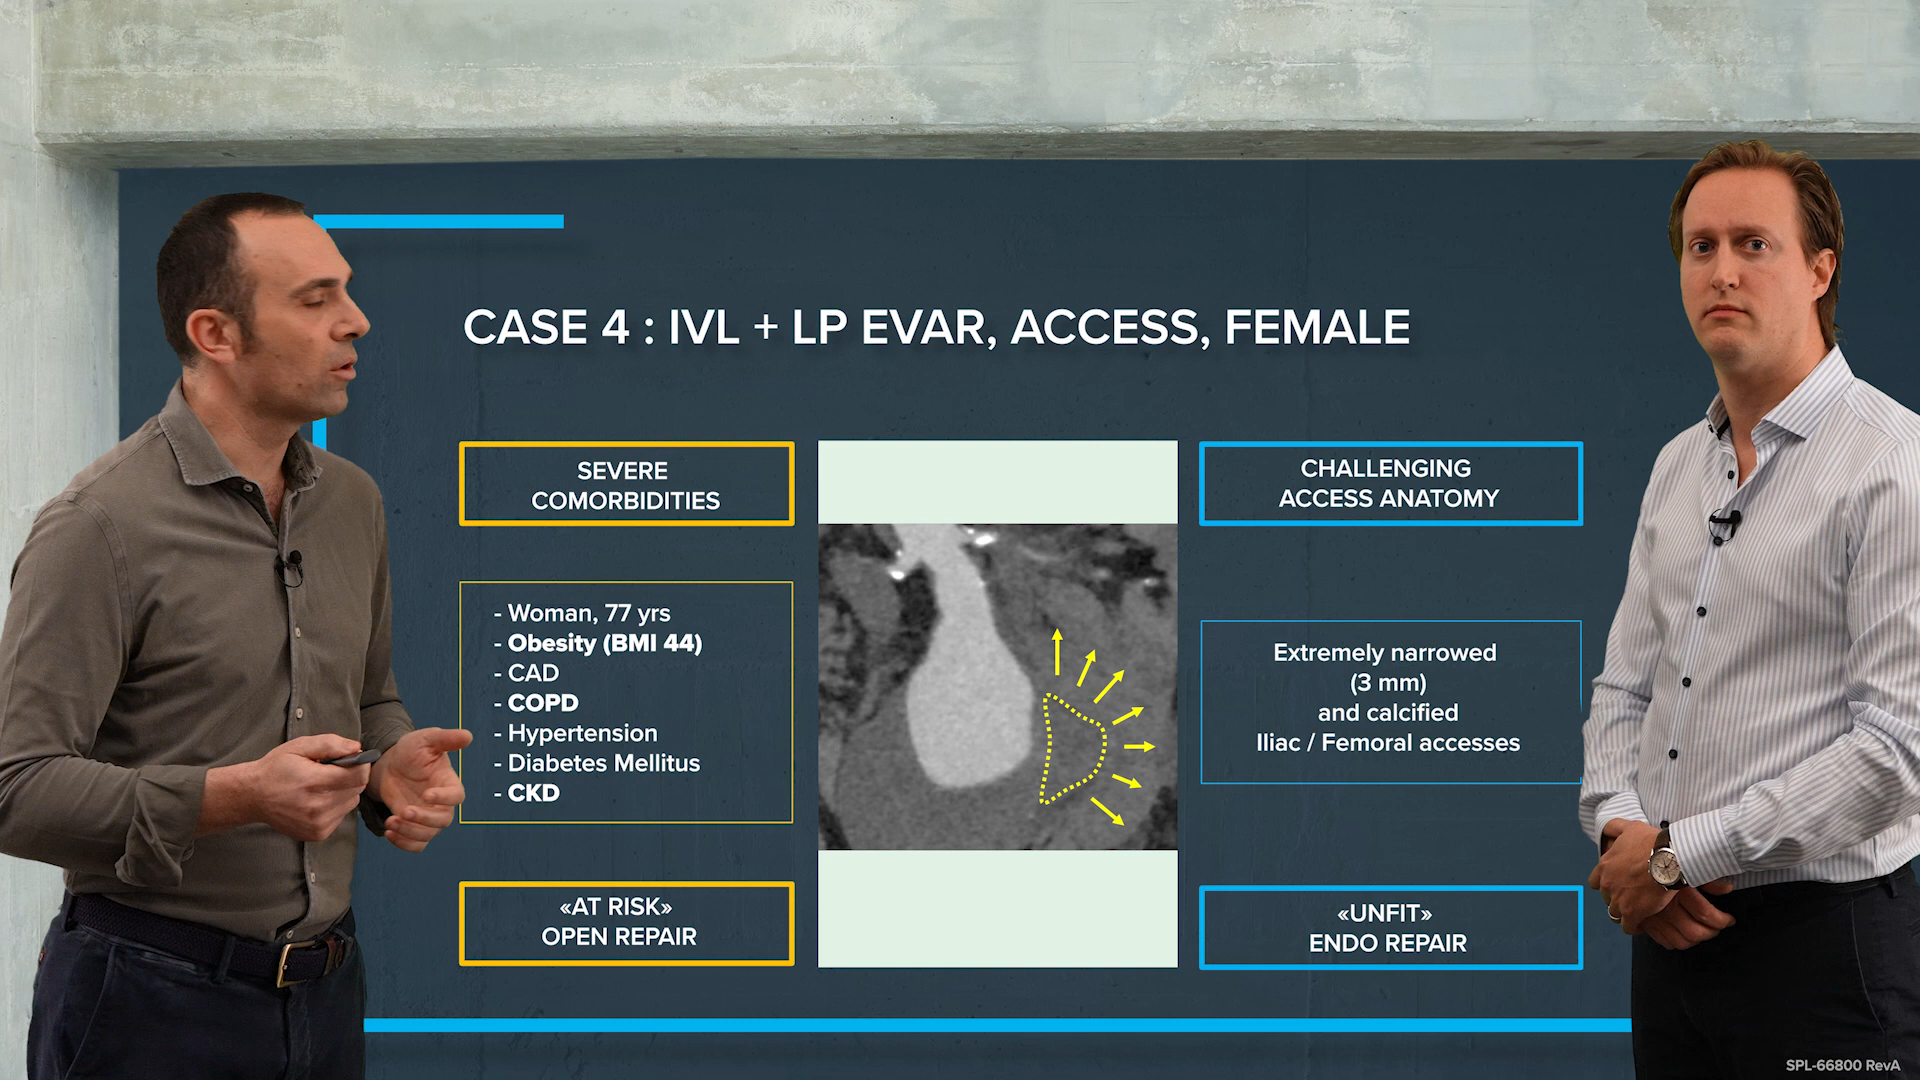 CASE 4 : IVL + LP EVAR, ACCESS, FEMALE
SEVERE
COMORBIDITIES
- Woman, 77 yrs
- Obesity (BMI 44)
- CAD
- COPD
- Hypertension
- Diabetes Mellitus
- CKD
«AT RISK»
OPEN REPAIR
CHALLENGING
ACCESS ANATOMY
Extremely narrowed
(3 mm)
and calcified
Iliac / Femoral accesses
«UNFIT»
ENDO REPAIR
SPL-66800 RevA